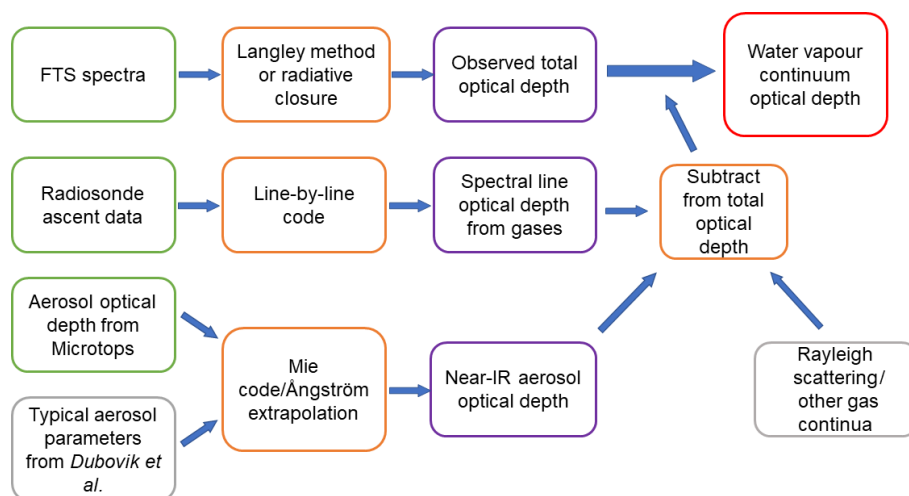 FTS spectra
Langley method
or radiative
closure
Observed total
optical depth
Water vapour
continuum
optical depth
Radiosonde
ascent data
Line-by-line
code
Spectral line
optical depth
from gases
Subtract
from total
optical
depth
Aerosol optical
depth from
Microtops
Mie
code/Ångström
extrapolation
Near-IR aerosol
optical depth
Rayleigh
scattering/
other gas
continua
Typical aerosol
parameters
from Dubovik et
al.